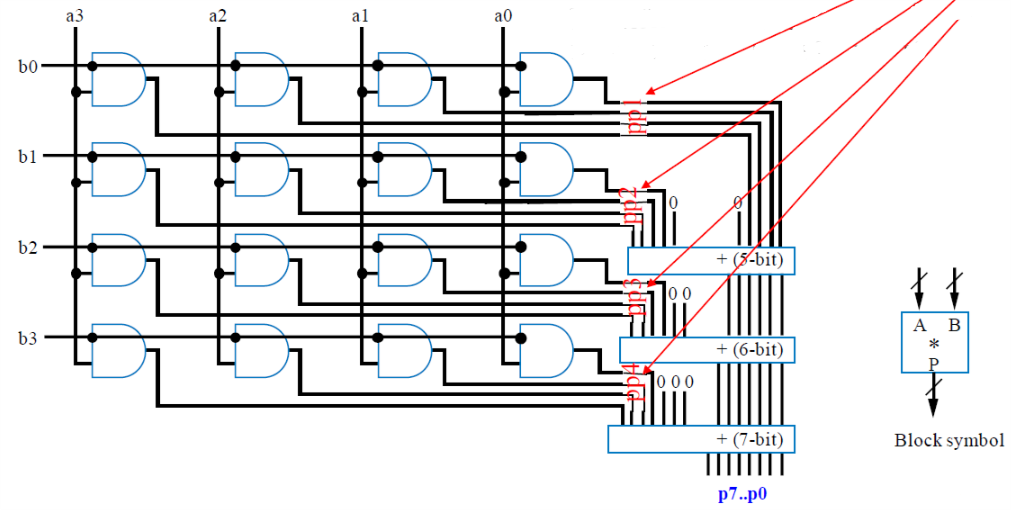 a3 a2 a1 a0
b0
pp1
b1
pp2
0 0
b2
+ (5-bit)
pp3
0 0
A B
*
P
b3
+ (6-bit)
pp4
0 0 0
+ (7-bit)
Block symbol
p7..p0